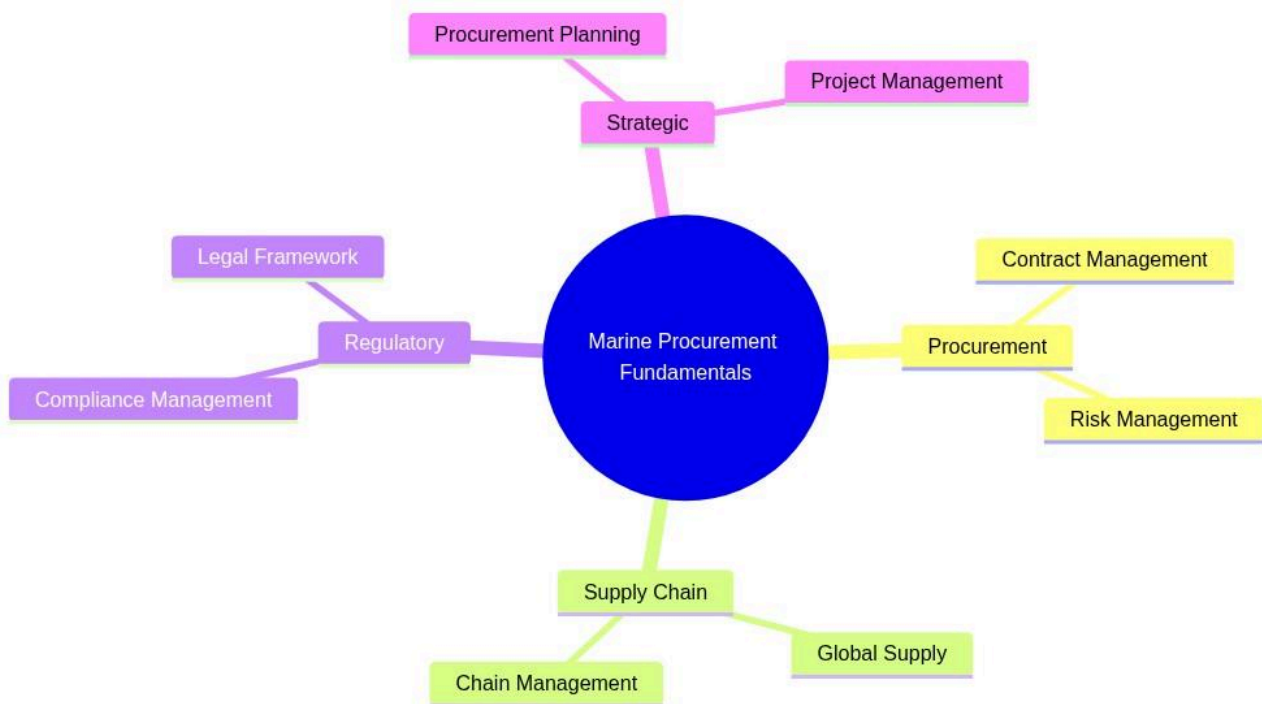 Procurement Planning
Project Management
Strategic
Legal Framework
Contract Management
Regulatory
Marine Procurement
Fundamentals
Procurement
Compliance Management
Risk Management
Supply Chain
Global Supply
Chain Management